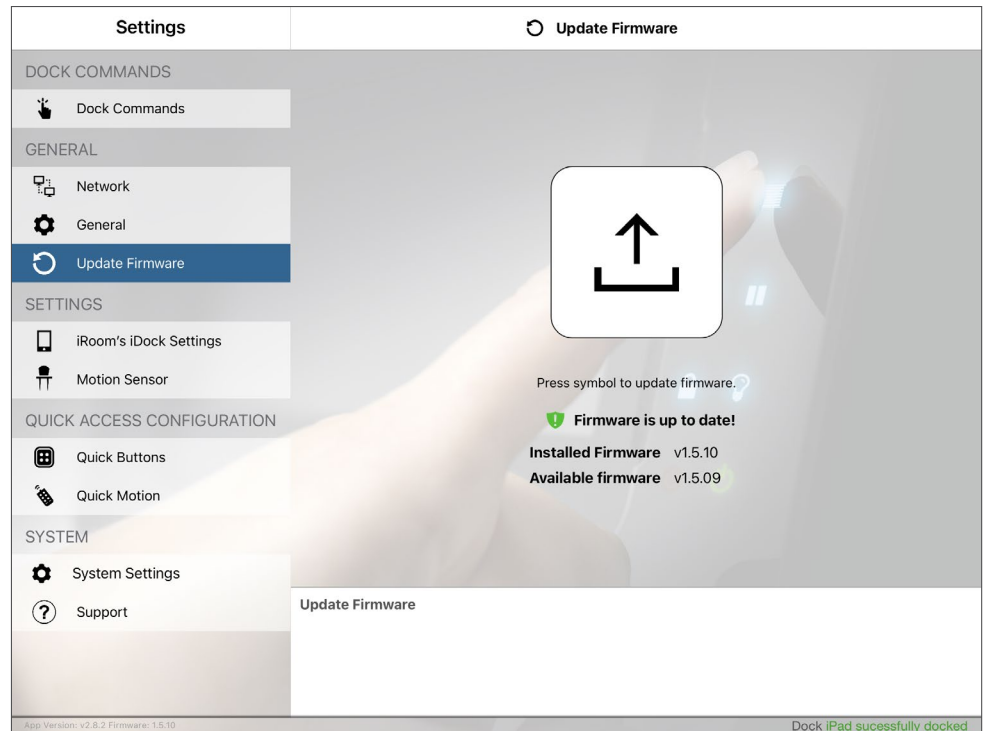 Settings
Update Firmware
DOCK COMMANDS
Dock Commands
GENERAL
Network
General
Update Firmware
SETTINGS
iRoom's iDock Settings
Motion Sensor
QUICK ACCESS CONFIGURATION
Quick Buttons
Quick Motion
SYSTEM
System Settings
Support
Press symbol to update firmware.
Firmware is up to date!
Installed Firmware v1.5.10
Available firmware v1.5.09
Update Firmware
App Version: v2.8.2 Firmware: 1.5.10
Dock iPad sucessfully docked